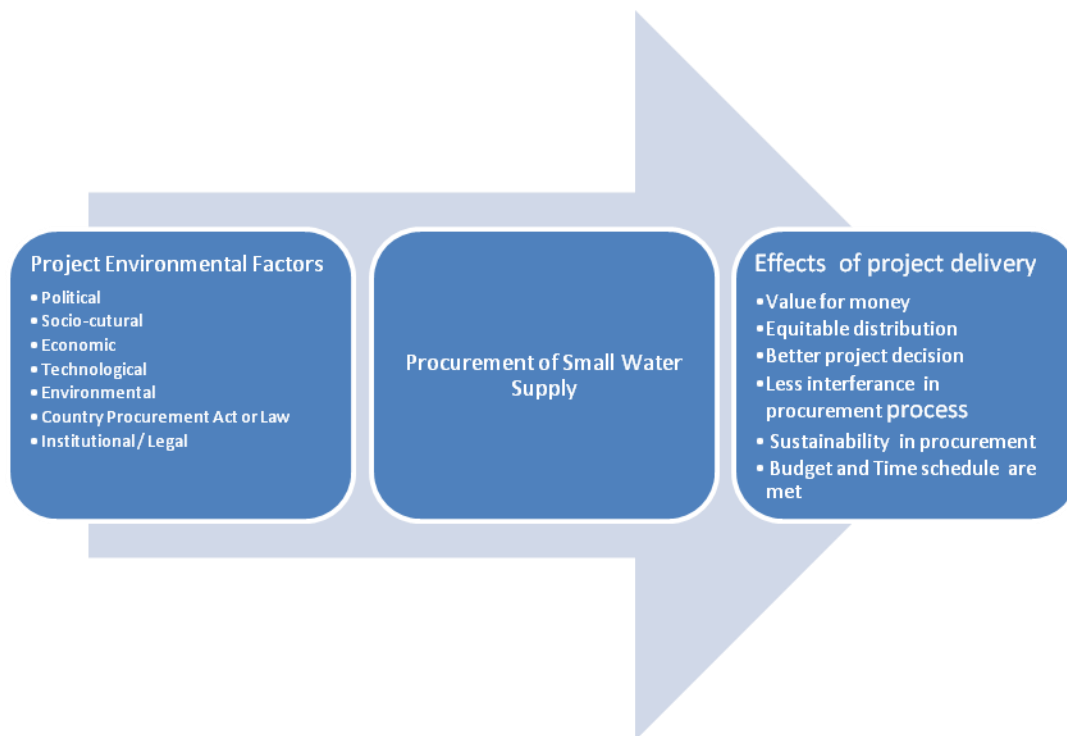 Project Environmental Factors
▪ Political
▪ Socio-cutural
▪ Economic
▪ Technological
▪ Environmental
▪ Country Procurement Act or Law
▪ Institutional/ Legal
Procurement of Small Water
Supply
Effects of project delivery
•Value for money
•Equitable distribution
•Better project decision
•Less interferance in
procurement process
• Sustainability in procurement
• Budget and Time schedule are
met